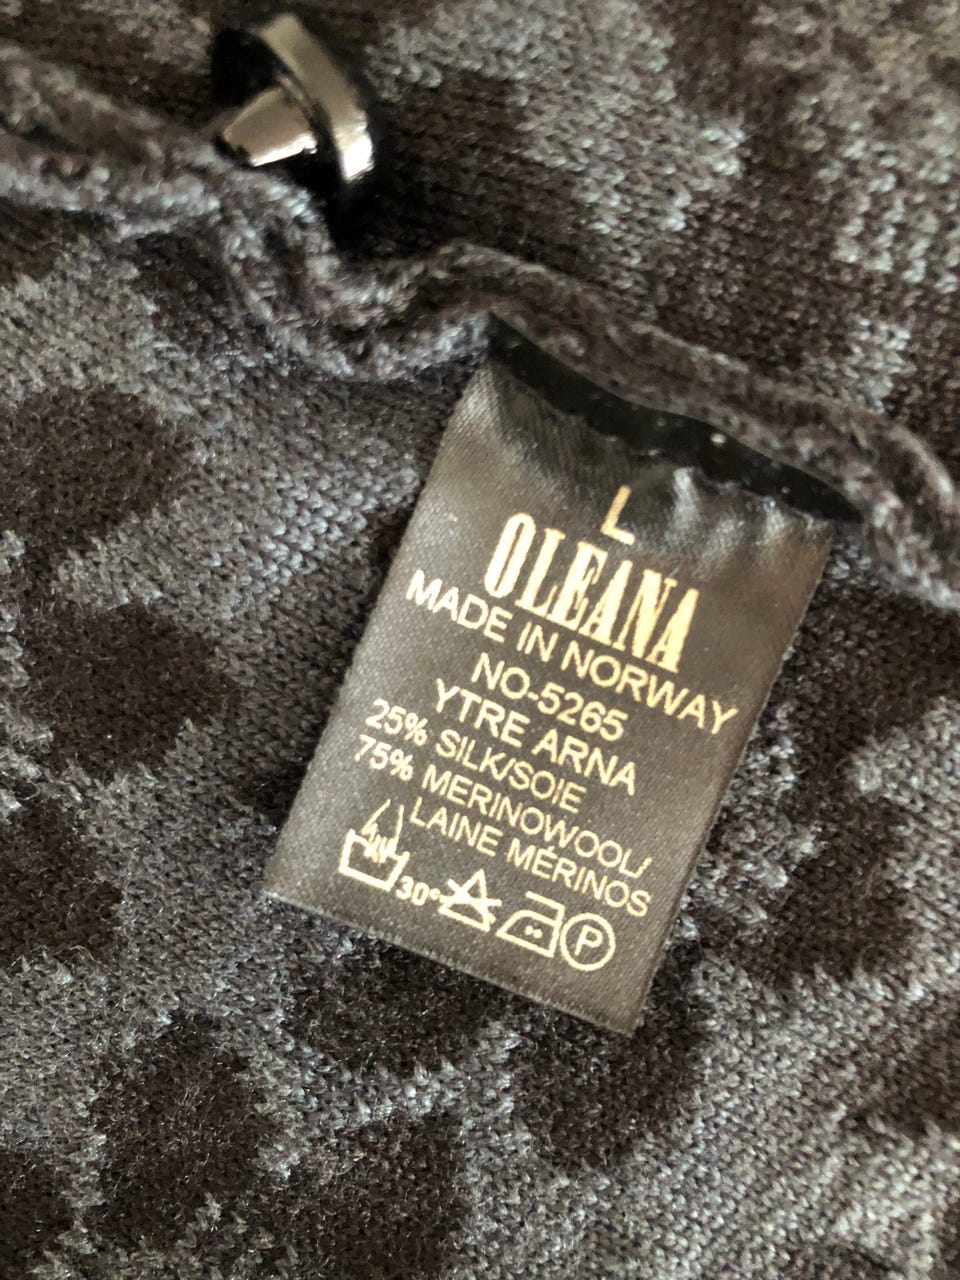 L
OLEANA
MADE IN NORWAY
NO-5265
YTRE ARNA
25% SILK/SOIE
75% MERINOWOOL/
LAINE MÉRINOS
30°
P